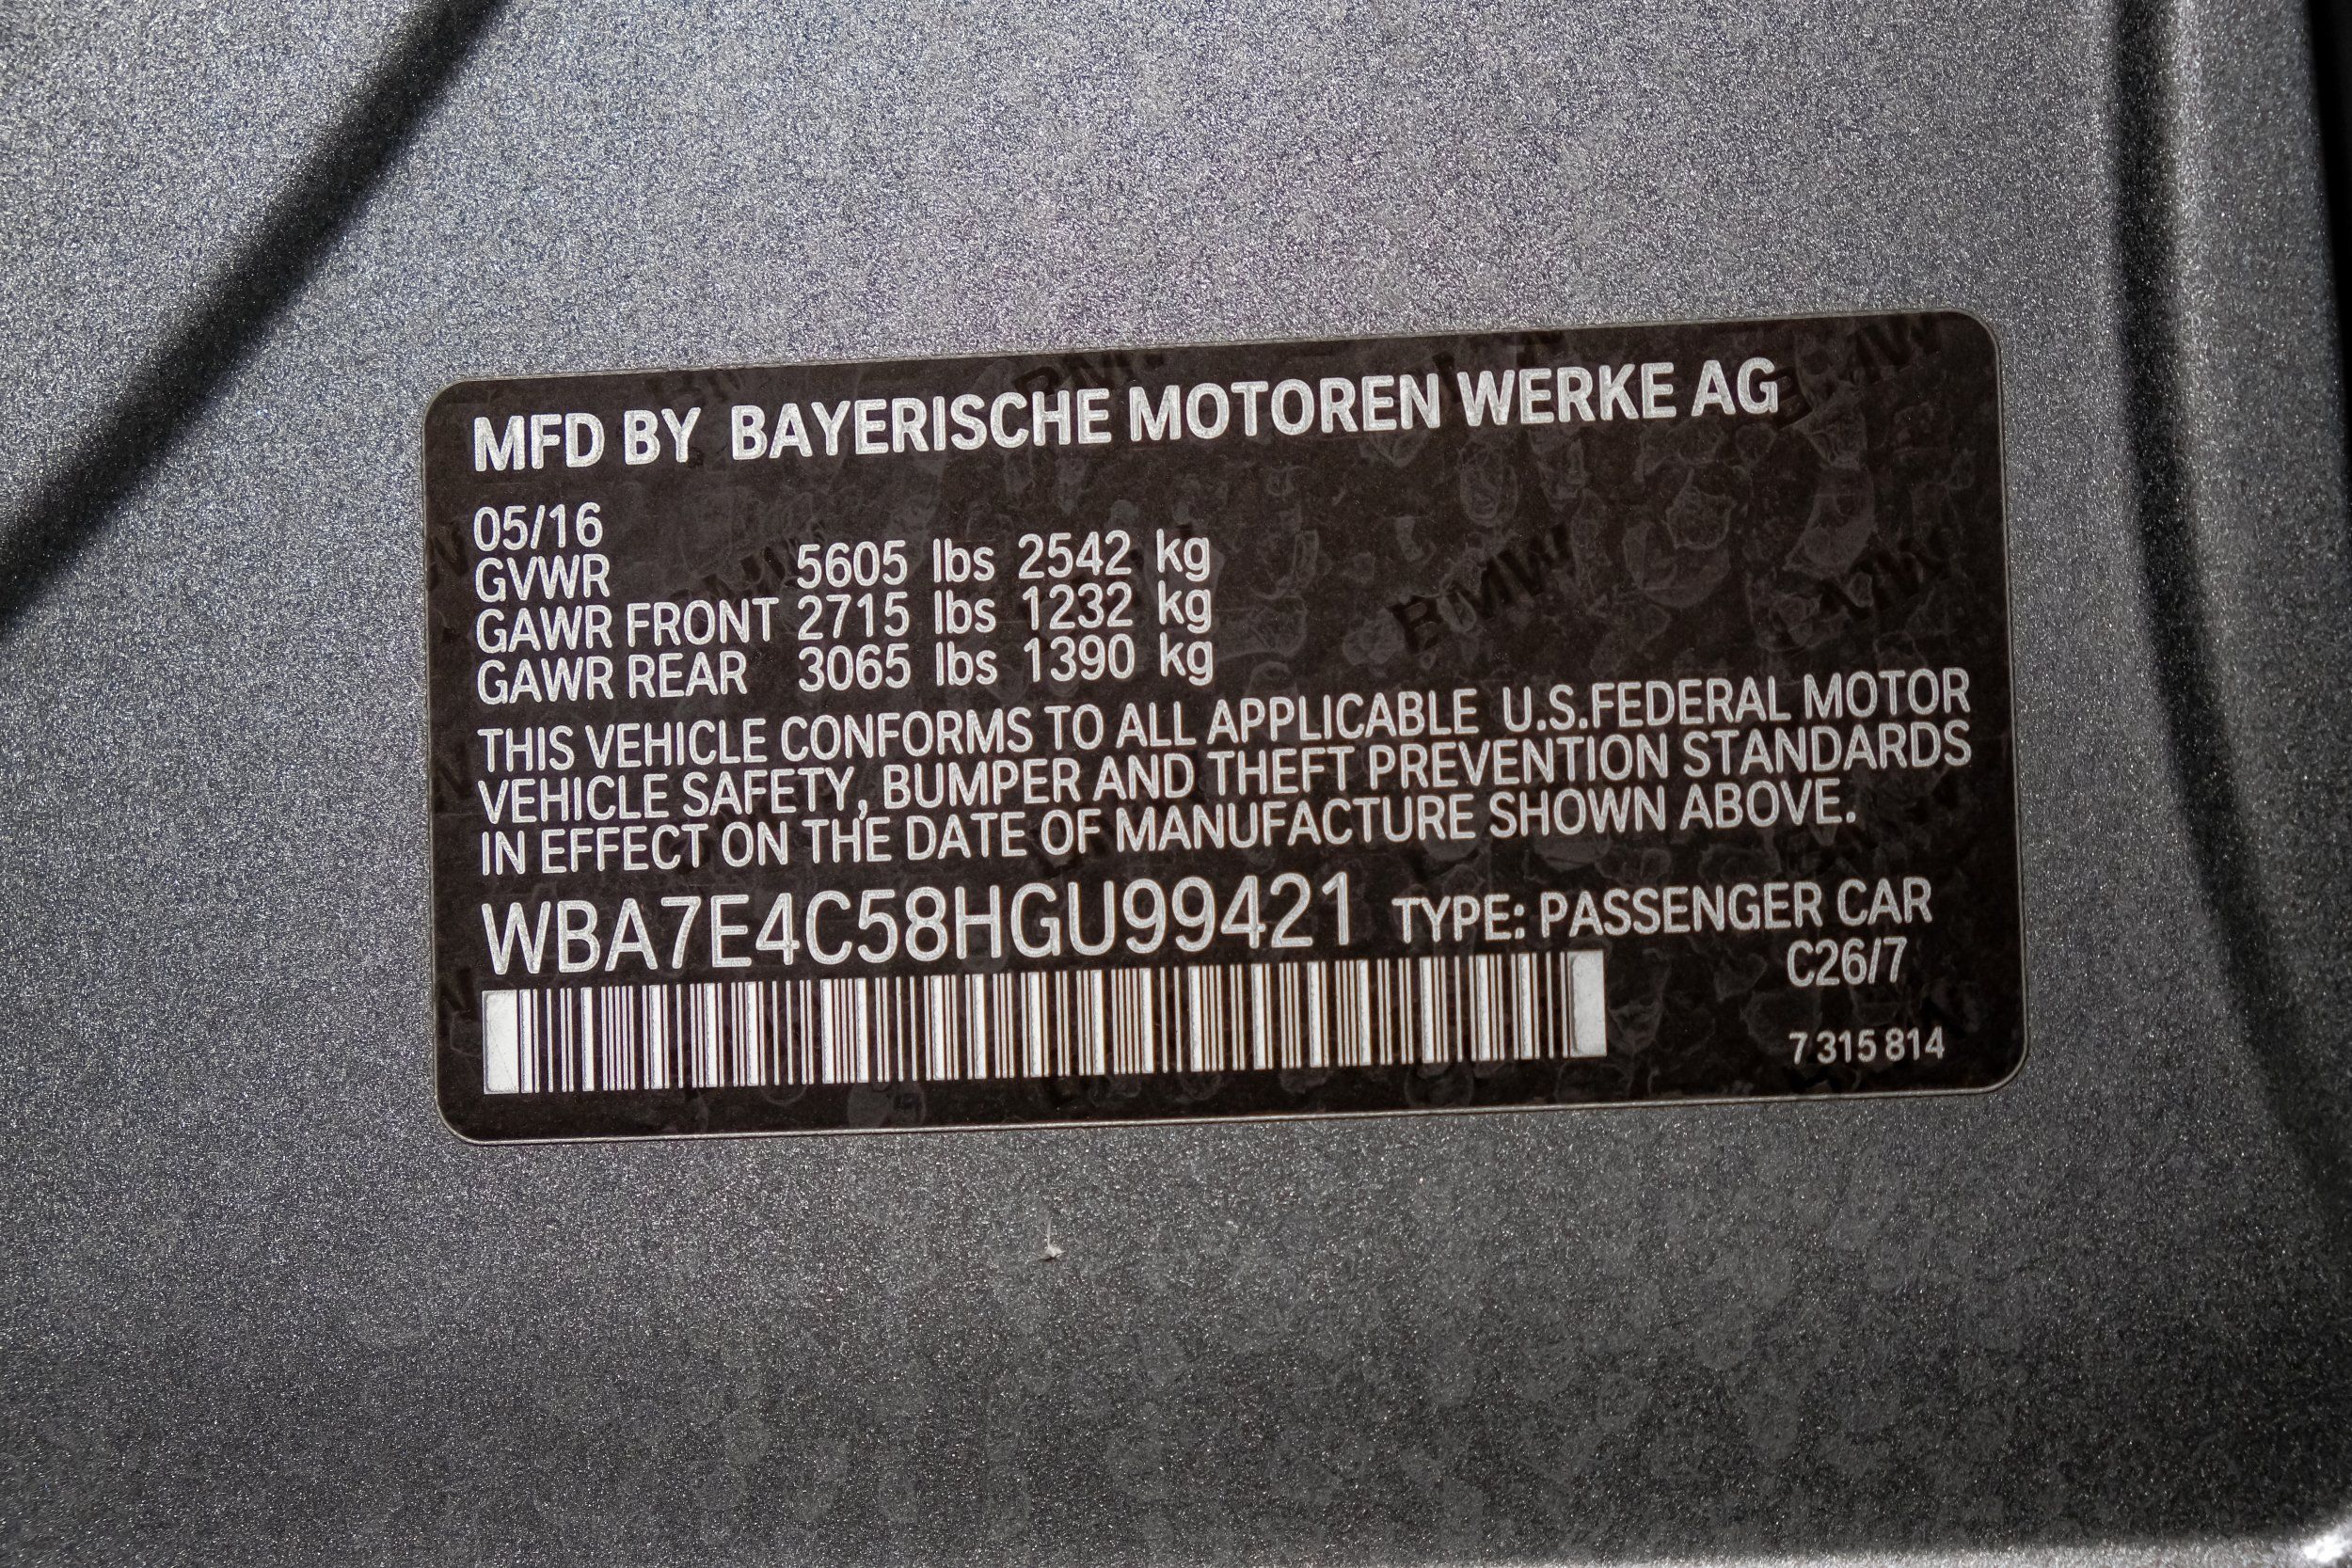 MFD BY BAYERISCHE MOTOREN WERKE AG
05/16
GVWR 5605 lbs 2542 kg
GAWR FRONT 2715 lbs 1232 kg
GAWR REAR 3065 lbs 1390 kg
THIS VEHICLE CONFORMS TO ALL APPLICABLE U.S.FEDERAL MOTOR
VEHICLE SAFETY, BUMPER AND THEFT PREVENTION STANDARDS
IN EFFECT ON THE DATE OF MANUFACTURE SHOWN ABOVE.
WBA7E4C58HGU99421 TYPE: PASSENGER CAR
C26/7
7 315 814